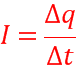 I = Δq / Δt